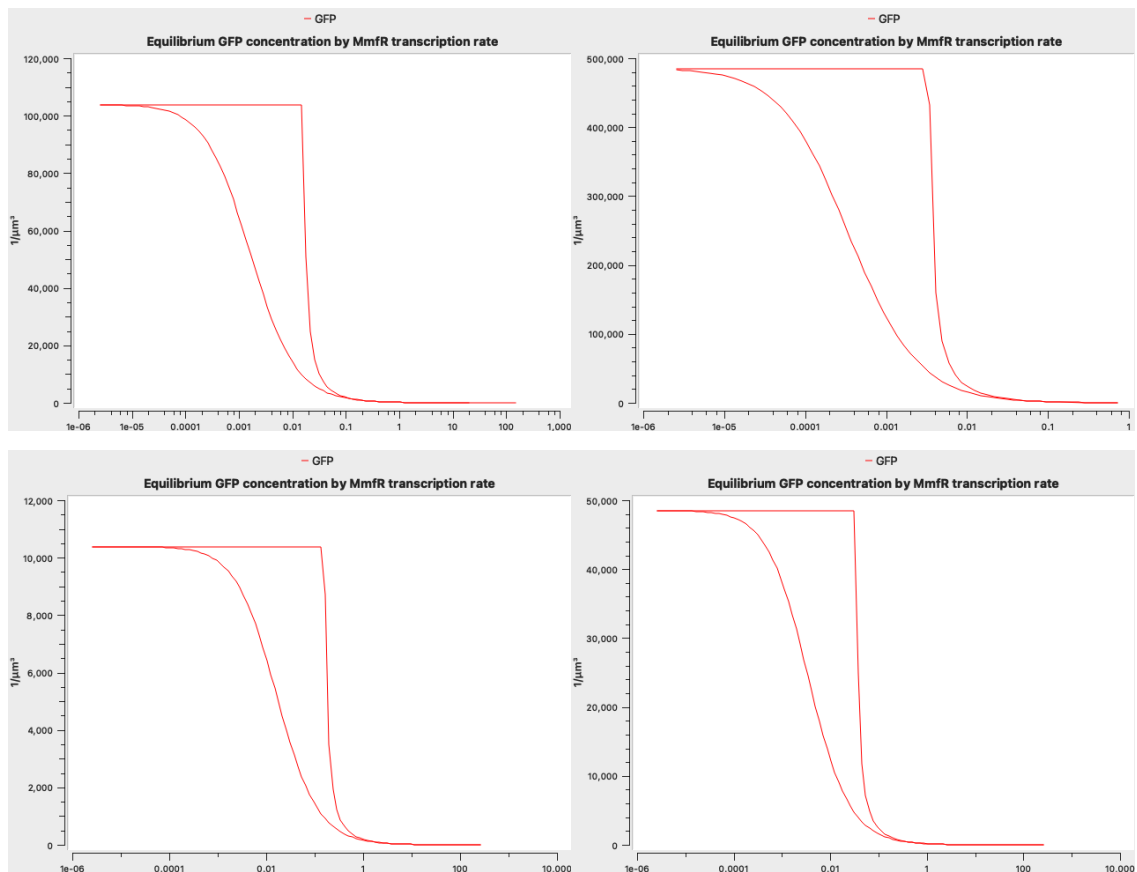 GFP
Equilibrium GFP concentration by MmfR transcription rate
120,000
100,000
80,000
60,000
40,000
20,000
0
1/µm³
1e-06 1e-05 0.0001 0.001 0.01 0.1 1 10 100 1,000
GFP
Equilibrium GFP concentration by MmfR transcription rate
500,000
400,000
300,000
200,000
100,000
0
1/µm³
1e-06 1e-05 0.0001 0.001 0.01 0.1 1
GFP
Equilibrium GFP concentration by MmfR transcription rate
12,000
10,000
8,000
6,000
4,000
2,000
0
1/µm³
1e-06 0.0001 0.01 1 100 10.000
GFP
Equilibrium GFP concentration by MmfR transcription rate
50,000
40,000
30,000
20,000
10,000
0
1/µm³
1e-06 0.0001 0.01 1 100 10.000